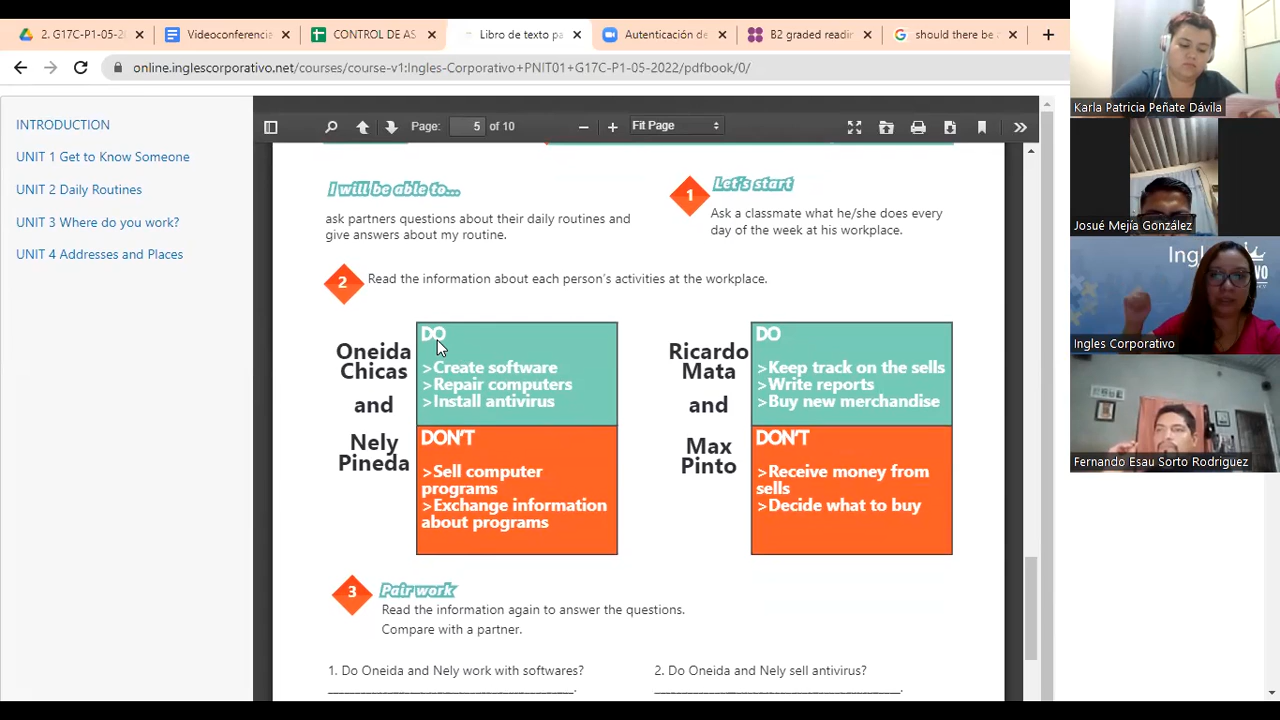 2. G17C-P1-05-2
Videoconferencia
CONTROL DE AS
Libro de texto pa
Autenticación de
B2 graded readin
should there be
online.inglescorporativo.net/courses/course-v1:Ingles-Corporativo+PNIT01+G17C-P1-05-2022/pdfbook/0/
INTRODUCTION
UNIT 1 Get to Know Someone
UNIT 2 Daily Routines
UNIT 3 Where do you work?
UNIT 4 Addresses and Places
Page: 5 of 10
Fit Page
I will be able to...
ask partners questions about their daily routines and
give answers about my routine.
1
Let's start
Ask a classmate what he/she does every
day of the week at his workplace.
2
Read the information about each person's activities at the workplace.
Oneida
Chicas
and
Nely
Pineda
DO
>Create software
>Repair computers
>Install antivirus
DON'T
>Sell computer
programs
>Exchange information
about programs
Ricardo
Mata
and
Max
Pinto
DO
>Keep track on the sells
>Write reports
>Buy new merchandise
DON'T
>Receive money from
sells
>Decide what to buy
3
Pair work
Read the information again to answer the questions.
Compare with a partner.
1. Do Oneida and Nely work with softwares?
2. Do Oneida and Nely sell antivirus?
Karla Patricia Peñate Dávila
Josué Mejía González
Ingles Corporativo
Fernando Esau Sorto Rodriguez